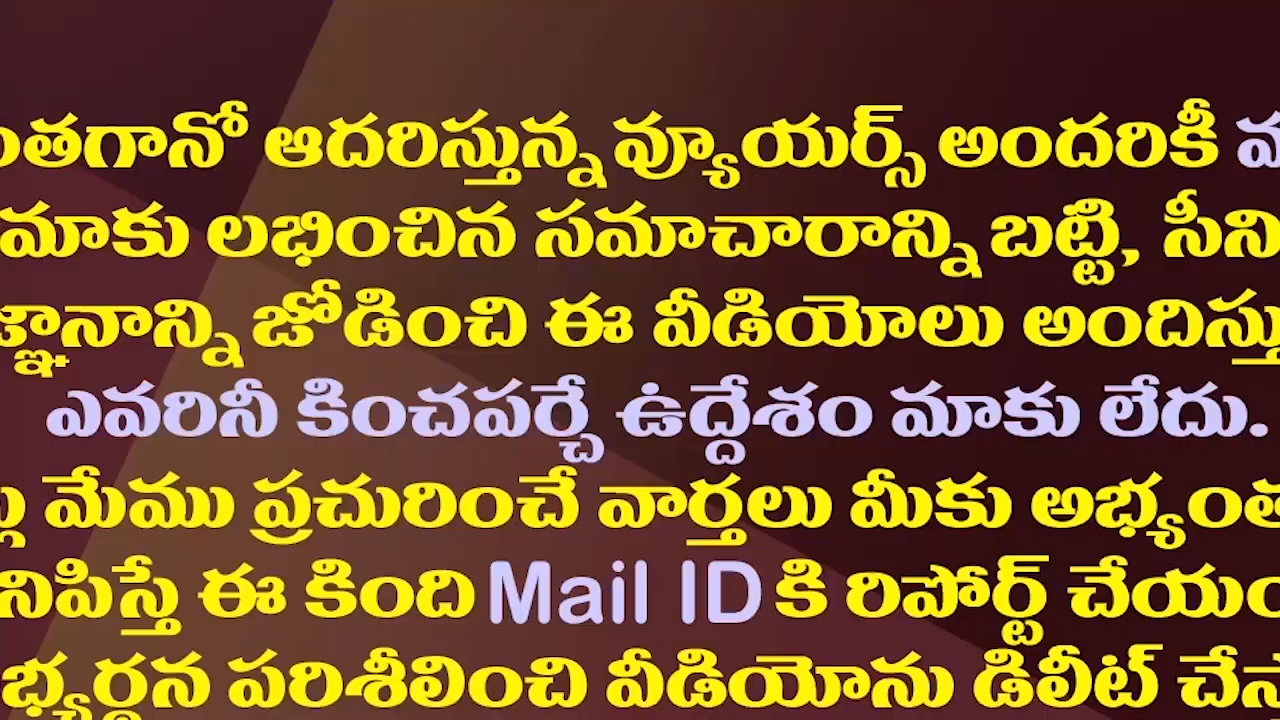 ఆదరిస్తున్న వ్యూయర్స్ అందరికీ
మాకు లభించిన సమాచారాన్ని బట్టి,
జోడించి ఈ వీడియోలు
ఎవరినీ కించపర్చే ఉద్దేశం మాకు లేదు.
మేము ప్రచురించే వార్తలు మీకు
ఈ కింది Mail ID కి రిపోర్ట్
పరిశీలించి వీడియోను డిలీట్